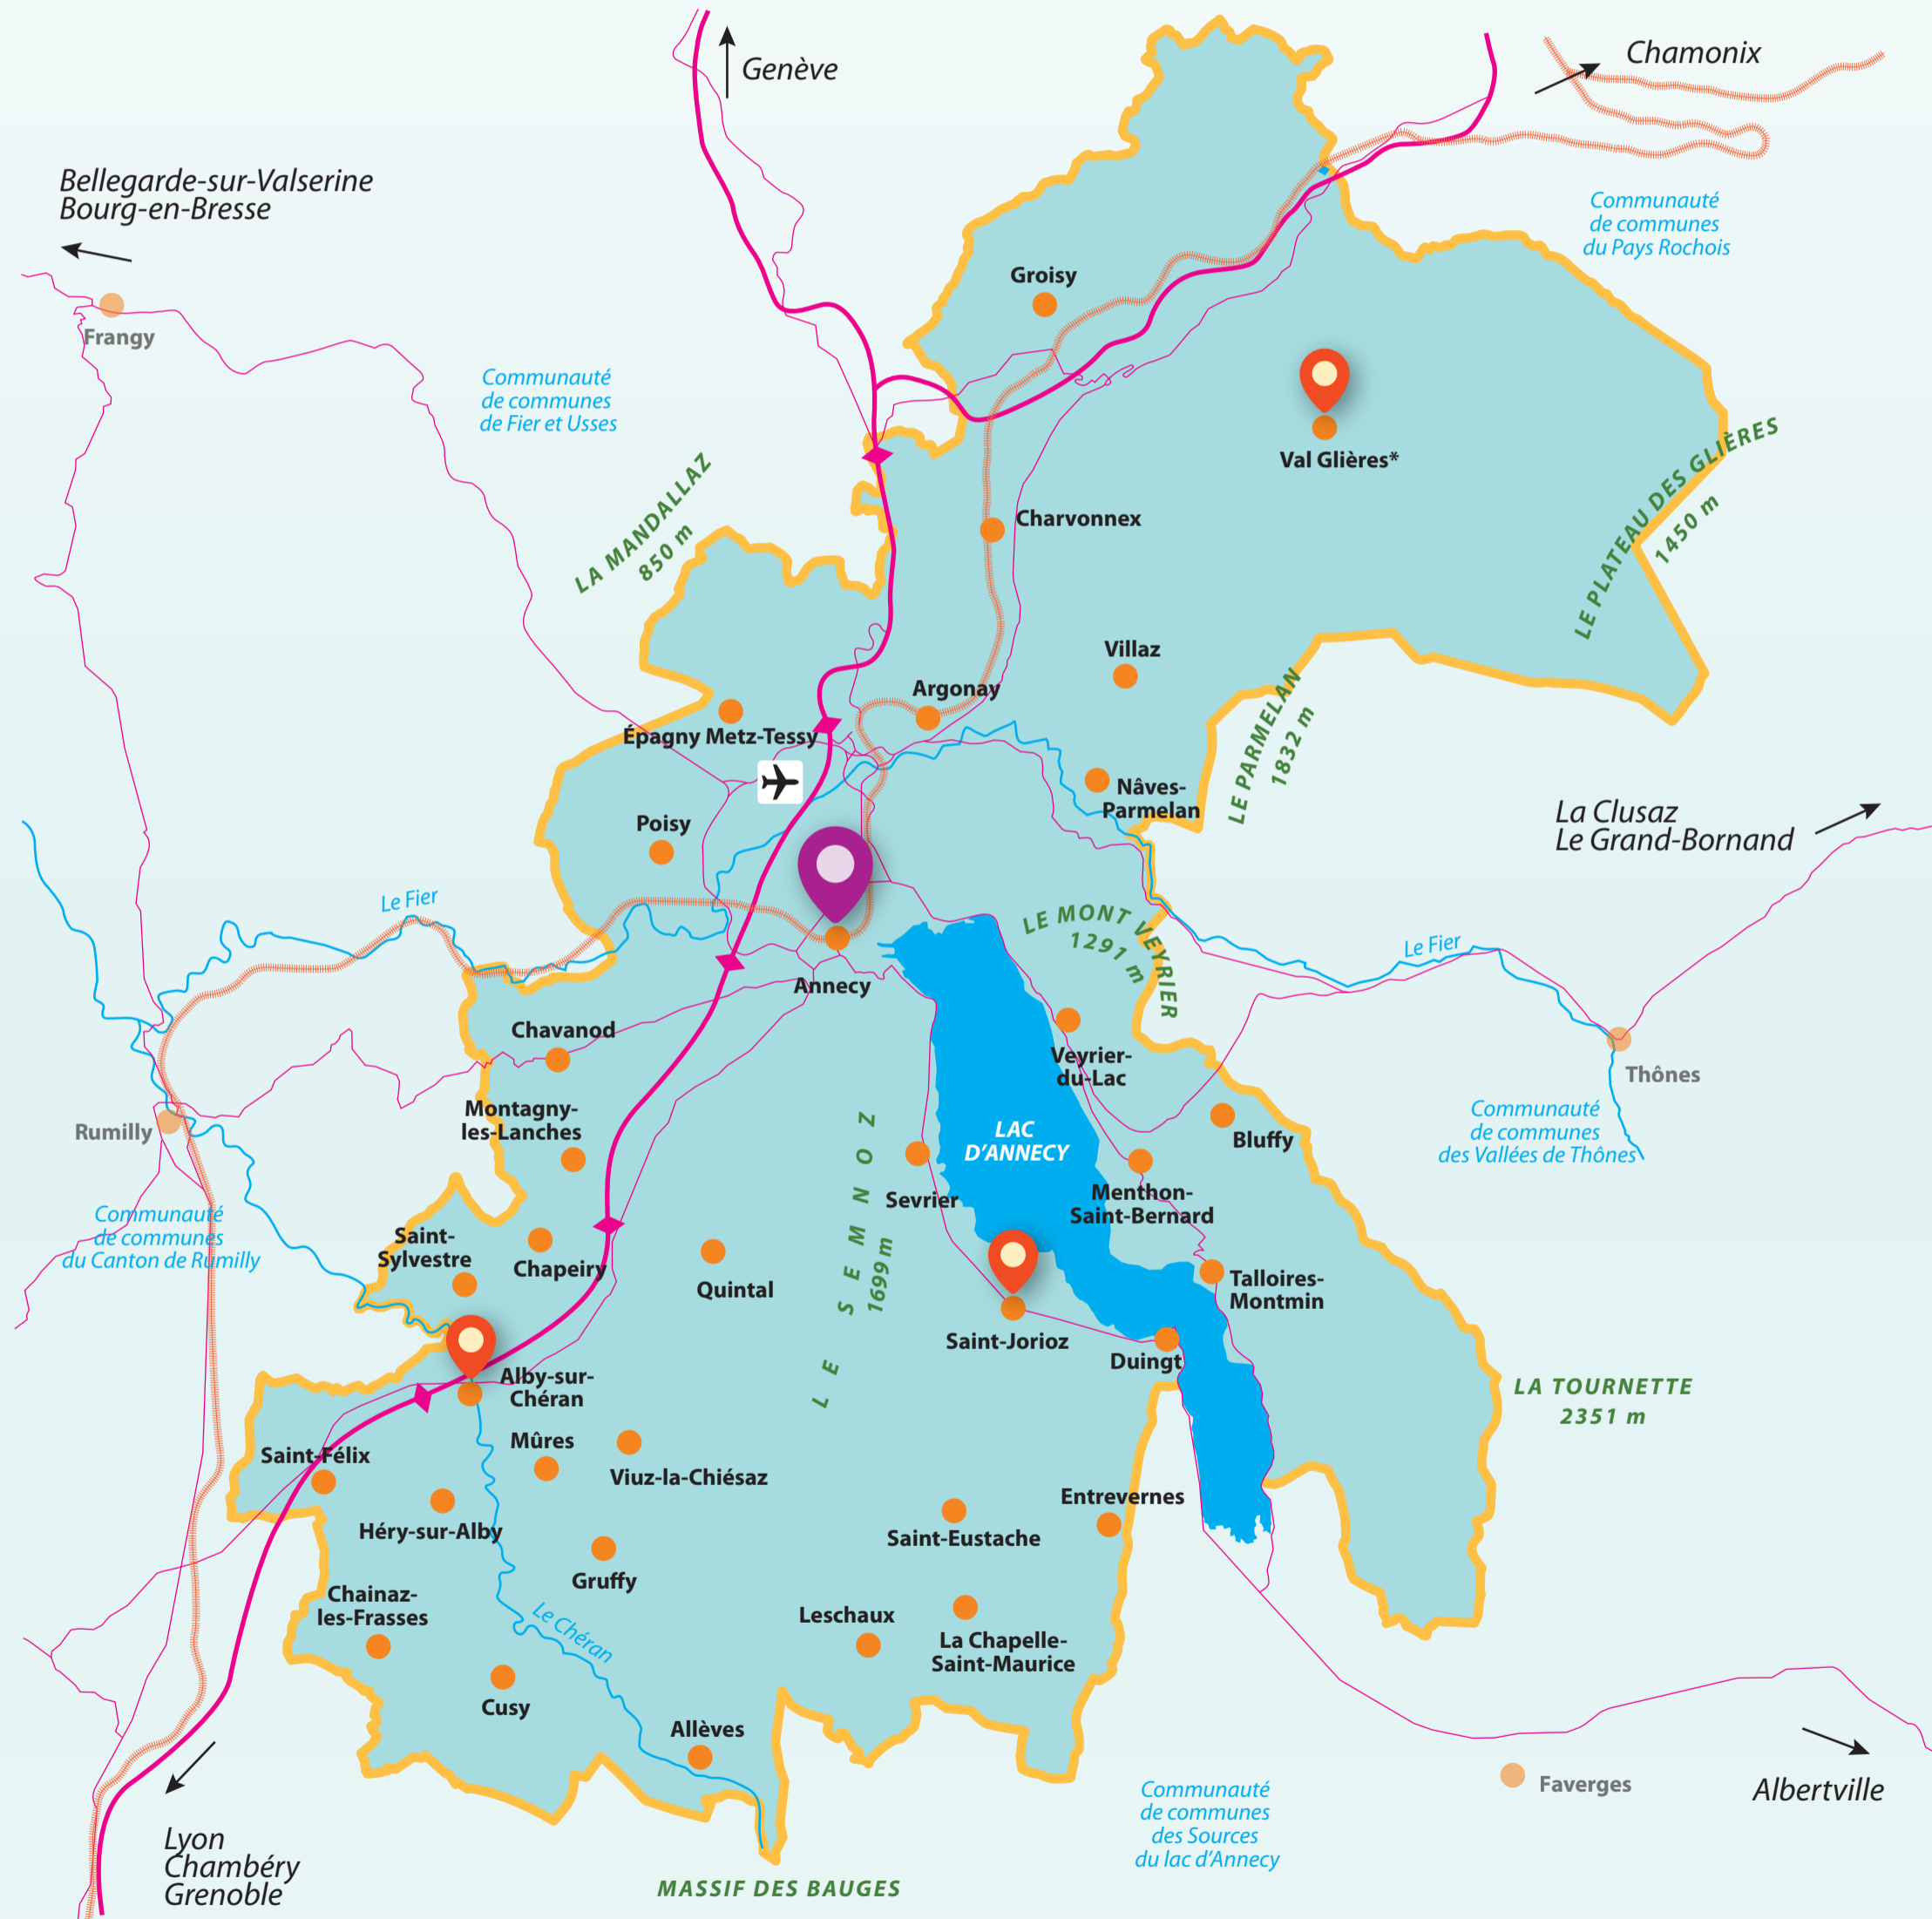 Genève
Chamonix
Bellegarde-sur-Valserine
Bourg-en-Bresse
Communauté
de communes
du Pays Rochois
Groisy
Frangy
Communauté
de communes
de Fier et Usses
Val Glières*
LE PLATEAU DES GLIÈRES
1450 m
LA MANDALLAZ
850 m
Charvonnex
Villaz
Argonay
LE PARMELAN
1832 m
Épagny Metz-Tessy
Nâves-
Parmelan
Poisy
La Clusaz
Le Grand-Bornand
Le Fier
LE MONT VEYRIER
1291 m
Le Fier
Annecy
Chavanod
Veyrier-
du-Lac
Thônes
Montagny-
les-Lanches
Rumilly
LAC
D'ANNECY
Bluffy
Communauté
de communes
des Vallées de Thônes
Sevrier
Menthon-
Saint-Bernard
Communauté
de communes
du Canton de Rumilly
Saint-
Sylvestre
Chapeiry
Quintal
LE SEMNOZ
1699 m
Talloires-
Montmin
Saint-Jorioz
Duingt
Alby-sur-
Chéran
LA TOURNETTE
2351 m
Saint-Félix
Mûres
Viuz-la-Chiésaz
Héry-sur-Alby
Entrevernes
Saint-Eustache
Gruffy
Chainaz-
les-Frasses
Le Chéran
Leschaux
La Chapelle-
Saint-Maurice
Cusy
Allèves
Faverges
Albertville
Communauté
de communes
des Sources
du lac d'Annecy
Lyon
Chambéry
Grenoble
MASSIF DES BAUGES